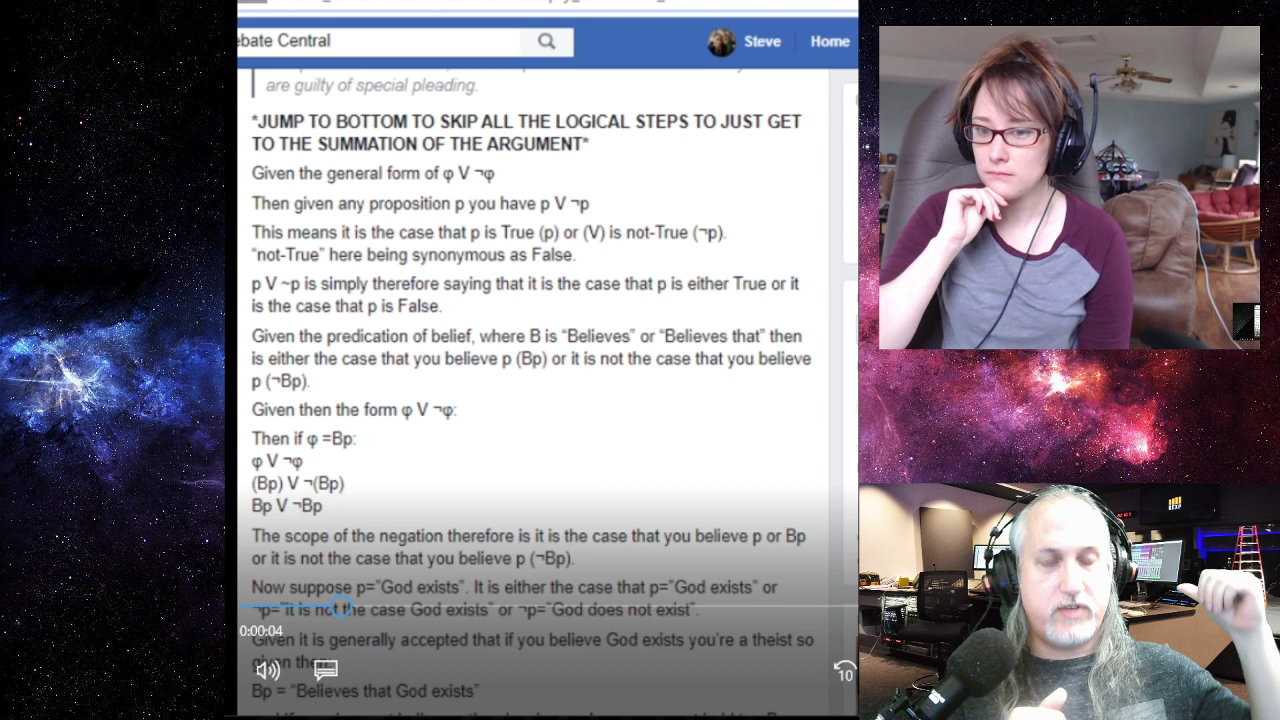 ebate Central
Steve
Home
are guilty of special pleading.
*JUMP TO BOTTOM TO SKIP ALL THE LOGICAL STEPS TO JUST GET
TO THE SUMMATION OF THE ARGUMENT*
Given the general form of φ V ¬φ
Then given any proposition p you have p V ¬p
This means it is the case that p is True (p) or (V) is not-True (¬p).
“not-True” here being synonymous as False.
p V ~p is simply therefore saying that it is the case that p is either True or it
is the case that p is False.
Given the predication of belief, where B is “Believes” or “Believes that” then
is either the case that you believe p (Bp) or it is not the case that you believe
p (¬Bp).
Given then the form φ V ¬φ:
Then if φ =Bp:
φ V ¬φ
(Bp) V ¬(Bp)
Bp V ¬Bp
The scope of the negation therefore is it is the case that you believe p or Bp
or it is not the case that you believe p (¬Bp).
Now suppose p=”God exists”. It is either the case that p=”God exists” or
¬p=”it is not the case God exists” or ¬p=”God does not exist”.
0:00:04
Given it is generally accepted that if you believe God exists you’re a theist so
given then:
10
Bp = “Believes that God exists”